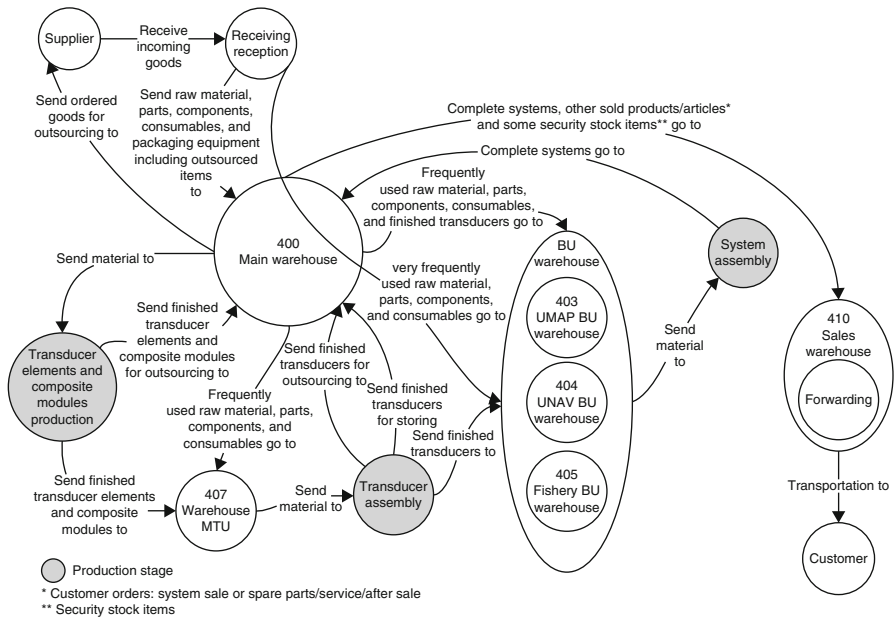 Supplier
Receive
incoming
goods
Receiving
reception
Send ordered
goods for
outsourcing to
Send raw material,
parts, components,
consumables, and
packaging equipment
including outsourced
items
to
Complete systems, other sold products/articles*
and some security stock items** go to
Complete systems go to
Frequently
used raw material, parts,
components, consumables,
and finished transducers go to
400
Main warehouse
BU
warehouse
System
assembly
Send material to
very frequently
used raw material,
parts, components,
and consumables go to
403
UMAP BU
warehouse
Send finished
transducer
elements and
composite modules
for outsourcing to
Send finished
transducers for
outsourcing to
Send
material
to
410
Sales
warehouse
Forwarding
Transducer
elements and
composite
modules
production
Frequently
used raw material, parts,
components, and
consumables go to
Send finished
transducers
for storing
404
UNAV BU
warehouse
Send finished
transducers to
Send finished
transducer elements
and composite
modules to
407
Warehouse
MTU
Send
material to
Transducer
assembly
405
Fishery BU
warehouse
Transportation to
Customer
Production stage
* Customer orders: system sale or spare parts/service/after sale
** Security stock items